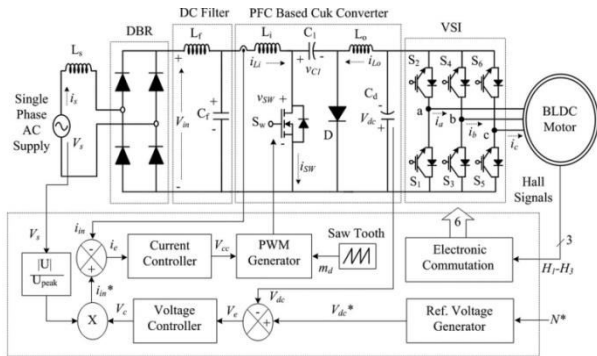 DBR
DC Filter
PFC Based Cuk Converter
VSI
Ls
is
Single
Phase
AC
Supply
Vs
Lf
Vin
Cf
Li
iLi
C1
vC1
Lo
iLo
vSW
Sw
iSW
D
Cd
Vdc
S2
S4
S6
a
b
c
ia
ib
ic
S1
S3
S5
BLDC
Motor
Hall
Signals
6
3
H1-H3
Vs
iin
ie
Current
Controller
Vcc
PWM
Generator
Saw Tooth
md
Electronic
Commutation
|U|
Upeak
iin*
X
Vc
Voltage
Controller
Ve
Vdc
Vdc*
Ref. Voltage
Generator
N*